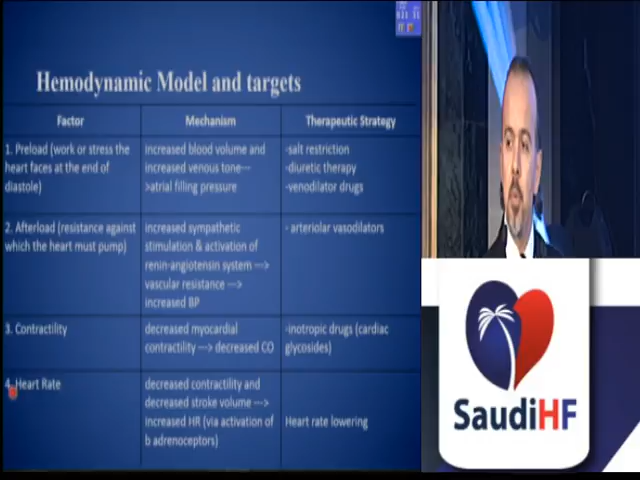 Hemodynamic Model and targets
Factor
Mechanism
Therapeutic Strategy
1. Preload (work or stress the
heart faces at the end of
diastole)
increased blood volume and
increased venous tone---
>atrial filling pressure
-salt restriction
-diuretic therapy
-venodilator drugs
2. Afterload (resistance against
which the heart must pump)
increased sympathetic
stimulation & activation of
renin-angiotensin system --->
vascular resistance --->
increased BP
- arteriolar vasodilators
3. Contractility
decreased myocardial
contractility ---> decreased CO
-inotropic drugs (cardiac
glycosides)
4. Heart Rate
decreased contractility and
decreased stroke volume --->
increased HR (via activation of
b adrenoceptors)
Heart rate lowering
SaudiHF